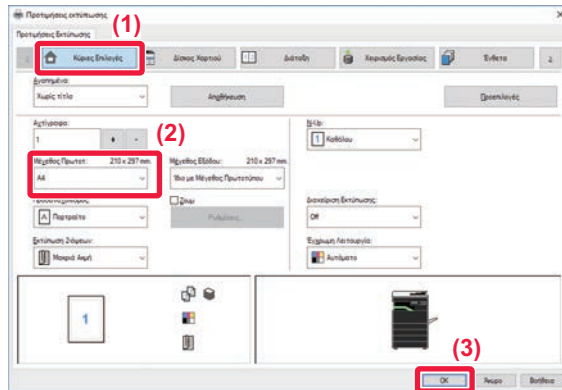 Προτιμήσεις εκτύπωσης
Προτιμήσεις Εκτύπωσης
(1)
Κύριες Επιλογές
Δίσκος Χαρτιού
Διάταξη
Χειρισμός Εργασίας
Ένθετα
Αγαπημένα:
Χωρίς τίτλο
Αποθήκευση
Προεπιλογές
Αντίγραφα:
1
+ -
(2)
N-Up:
1 Καθόλου
Μέγεθος Πρωτοτ: 210 x 297 mm.
A4
Μέγεθος Εξόδου: 210 x 297 mm.
Ίδιο με Μέγεθος Πρωτοτύπου
Προσανατολισμός:
A Πορτραίτο
Ζουμ
Ρυθμίσεις...
Διαχείριση Εκτύπωσης:
Off
Εκτύπωση 2-όψεων:
Μακριά Ακμή
Έγχρωμη Λειτουργία:
Αυτόματο
1
(3)
OK
Άκυρο
Βοήθεια